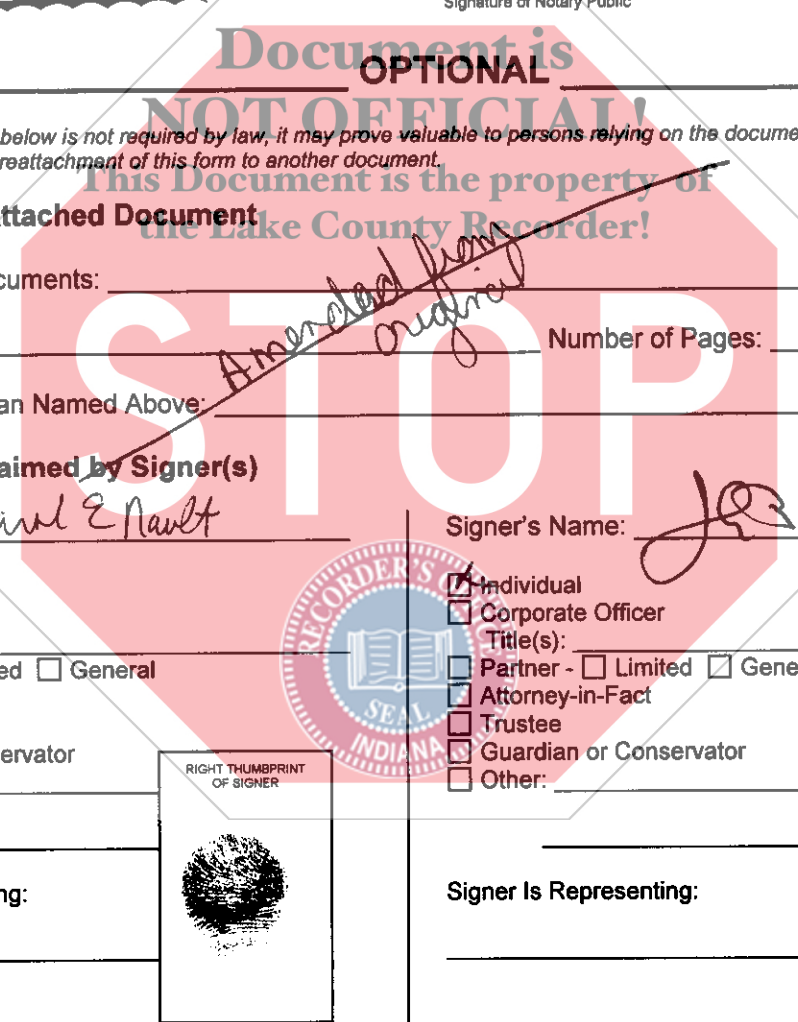 Signature of Notary Public
Document is
OPTIONAL
NOT OFFICIAL!
below is not required by law, it may prove valuable to persons relying on the docume
reattachment of this form to another document.
This Document is the property of
ttached Document
the Lake County Recorder!
cuments:
Amended from
original
Number of Pages:
an Named Above:
STOP
aimed by Signer(s)
E Nault
Signer's Name:
Individual
Corporate Officer
Title(s):
ed General
Partner - Limited Gene
Attorney-in-Fact
Trustee
ervator
Guardian or Conservator
Other:
RECORDER'S OFFICE
SEAL
INDIANA
RIGHT THUMBPRINT
OF SIGNER
ng:
Signer Is Representing: